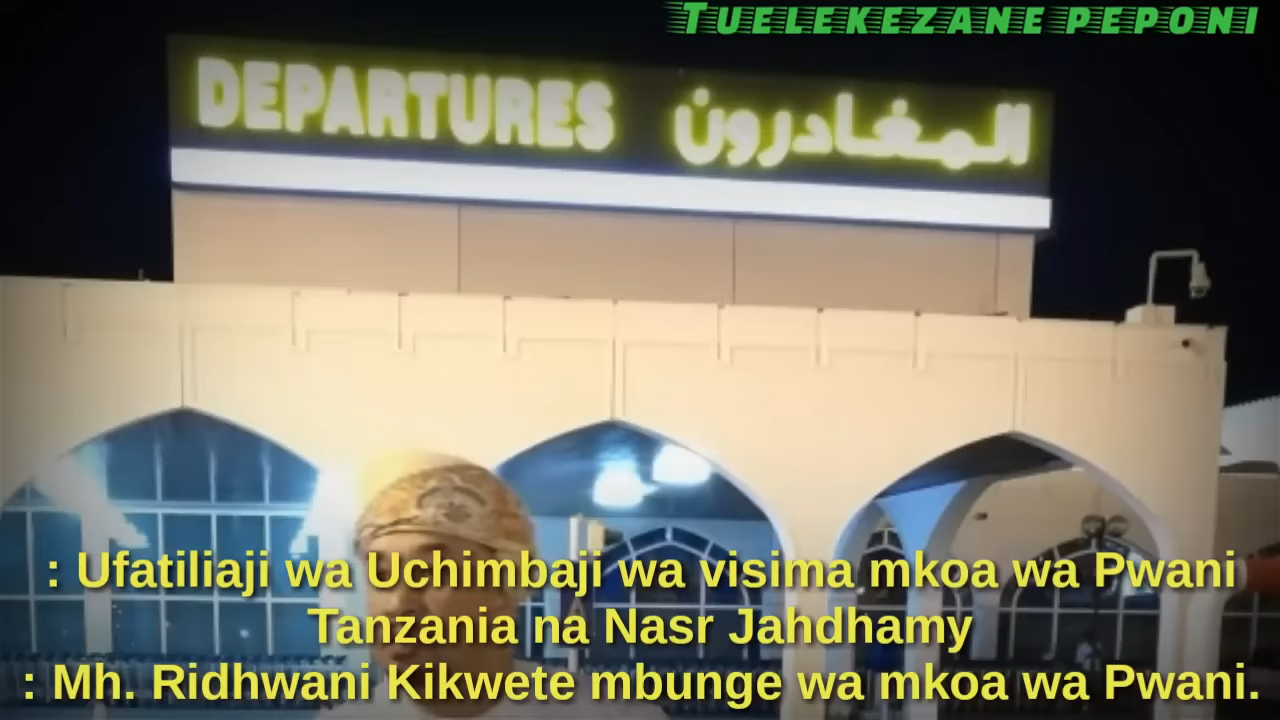 TUELEKEZANE PEPONI
DEPARTURES المغادرون
: Ufatiliaji wa Uchimbaji wa visima mkoa wa Pwani
Tanzania na Nasr Jahdhamy
: Mh. Ridhwani Kikwete mbunge wa mkoa wa Pwani.